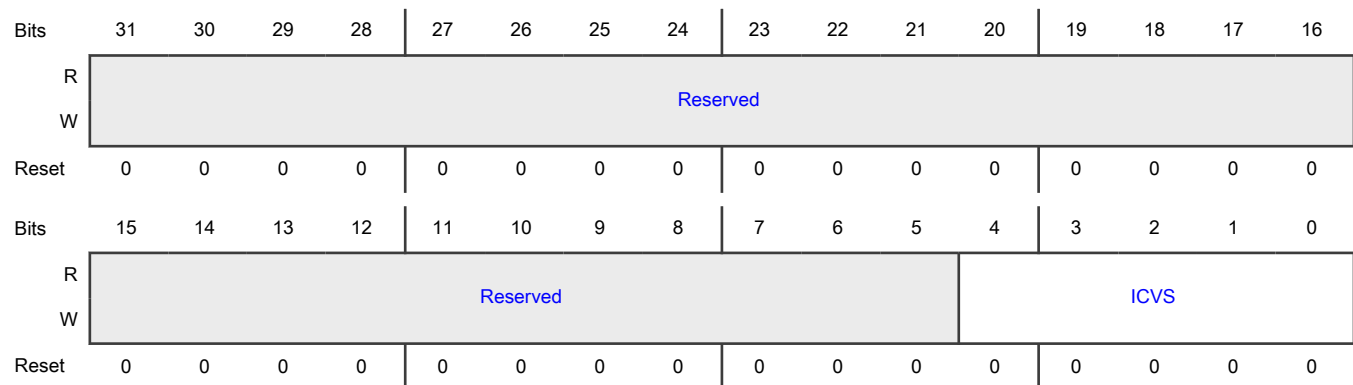 Bits 31 30 29 28 27 26 25 24 23 22 21 20 19 18 17 16
R
Reserved
W
Reset 0 0 0 0 0 0 0 0 0 0 0 0 0 0 0 0
Bits 15 14 13 12 11 10 9 8 7 6 5 4 3 2 1 0
R
Reserved ICVS
W
Reset 0 0 0 0 0 0 0 0 0 0 0 0 0 0 0 0